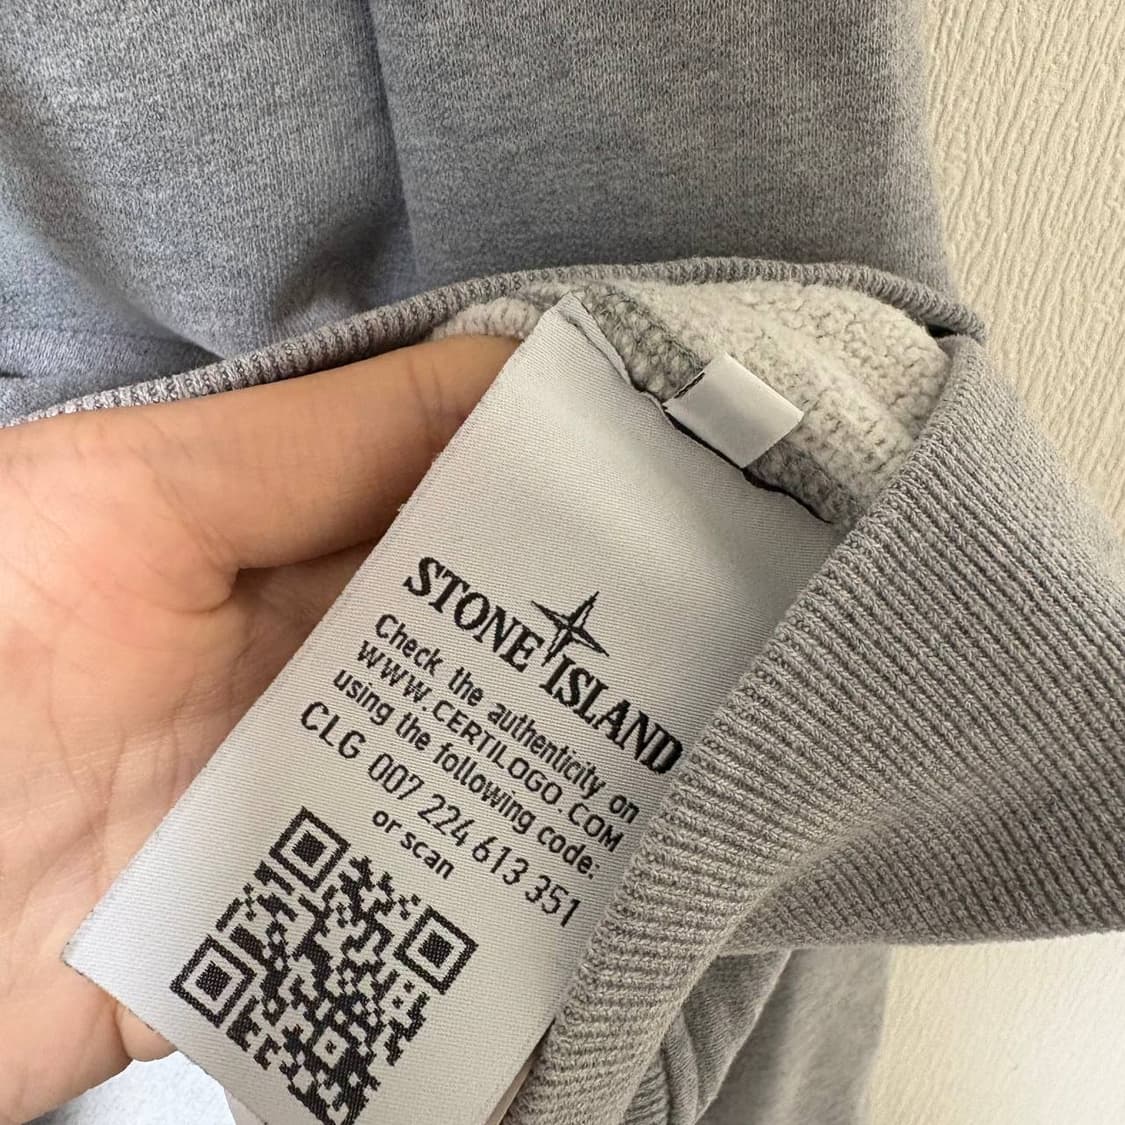 STONE ISLAND
Check the authenticity on
WWW.CERTILOGO.COM
using the following code:
CLG 007 224 613 351
or scan